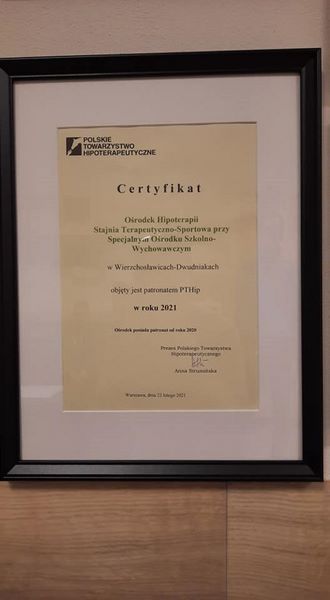 POLSKIE
TOWARZYSTWO
HIPOTERAPEUTYCZNE
Certyfikat
Ośrodek Hipoterapii
Stajnia Terapeutyczno-Sportowa przy
Specjalnym Ośrodku Szkolno-
Wychowawczym
w Wierzchosławicach-Dwudniakach
objęty jest patronatem PTHip
w roku 2021
Ośrodek posiada patronat od roku 2020
Prezes Polskiego Towarzystwa
Hipoterapeutycznego
Anna Strumińska
Warszawa, dnia 22 lutego 2021